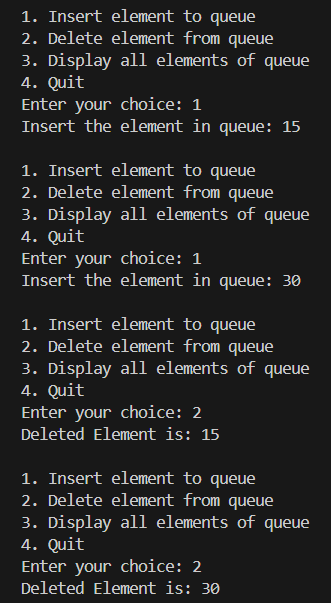 1. Insert element to queue
2. Delete element from queue
3. Display all elements of queue
4. Quit
Enter your choice: 1
Insert the element in queue: 15

1. Insert element to queue
2. Delete element from queue
3. Display all elements of queue
4. Quit
Enter your choice: 1
Insert the element in queue: 30

1. Insert element to queue
2. Delete element from queue
3. Display all elements of queue
4. Quit
Enter your choice: 2
Deleted Element is: 15

1. Insert element to queue
2. Delete element from queue
3. Display all elements of queue
4. Quit
Enter your choice: 2
Deleted Element is: 30